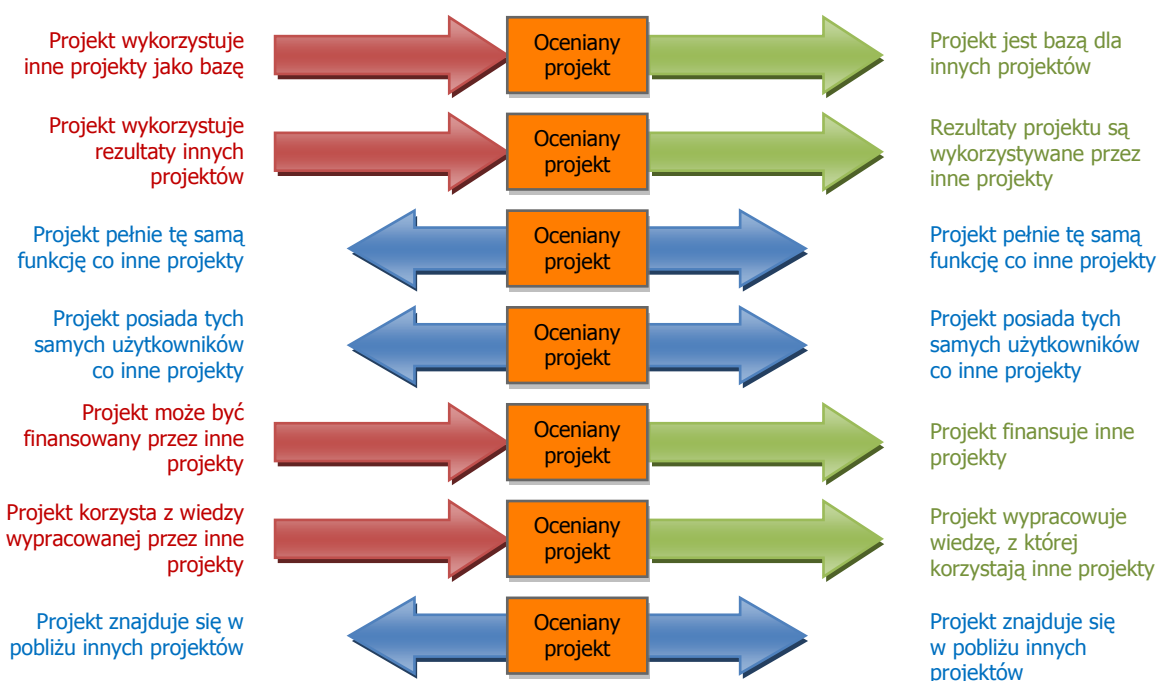 Projekt wykorzystuje
inne projekty jako bazę
Oceniany
projekt
Projekt jest bazą dla
innych projektów
Projekt wykorzystuje
rezultaty innych
projektów
Oceniany
projekt
Rezultaty projektu są
wykorzystywane przez
inne projekty
Projekt pełnie tę samą
funkcję co inne projekty
Oceniany
projekt
Projekt pełnie tę samą
funkcję co inne projekty
Projekt posiada tych
samych użytkowników
co inne projekty
Oceniany
projekt
Projekt posiada tych
samych użytkowników
co inne projekty
Projekt może być
finansowany przez inne
projekty
Oceniany
projekt
Projekt finansuje inne
projekty
Projekt korzysta z wiedzy
wypracowanej przez inne
projekty
Oceniany
projekt
Projekt wypracowuje
wiedzę, z której
korzystają inne projekty
Projekt znajduje się w
pobliżu innych projektów
Oceniany
projekt
Projekt znajduje się
w pobliżu innych
projektów